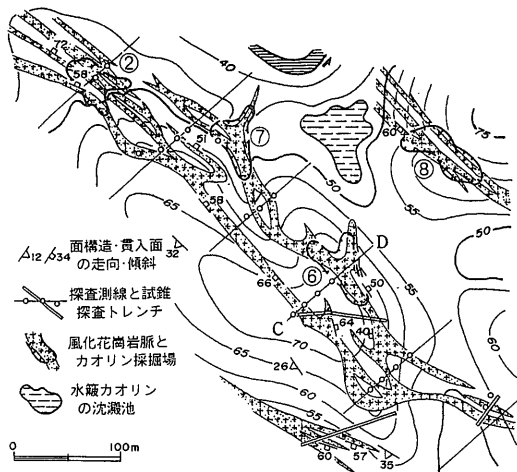 72
58
②
40
A
51
⑦
60
75
⑧
55
50
58
65
50
⑥
D
50
66
C
64
40
70
65
26
60
55
60
60
57
35
12 34 面構造・貫入面 32
の走向・傾斜
探査測線と試錐
探査トレンチ
風化花崗岩脈と
カオリン採掘場
水簸カオリン
の沈澱池
0 100m